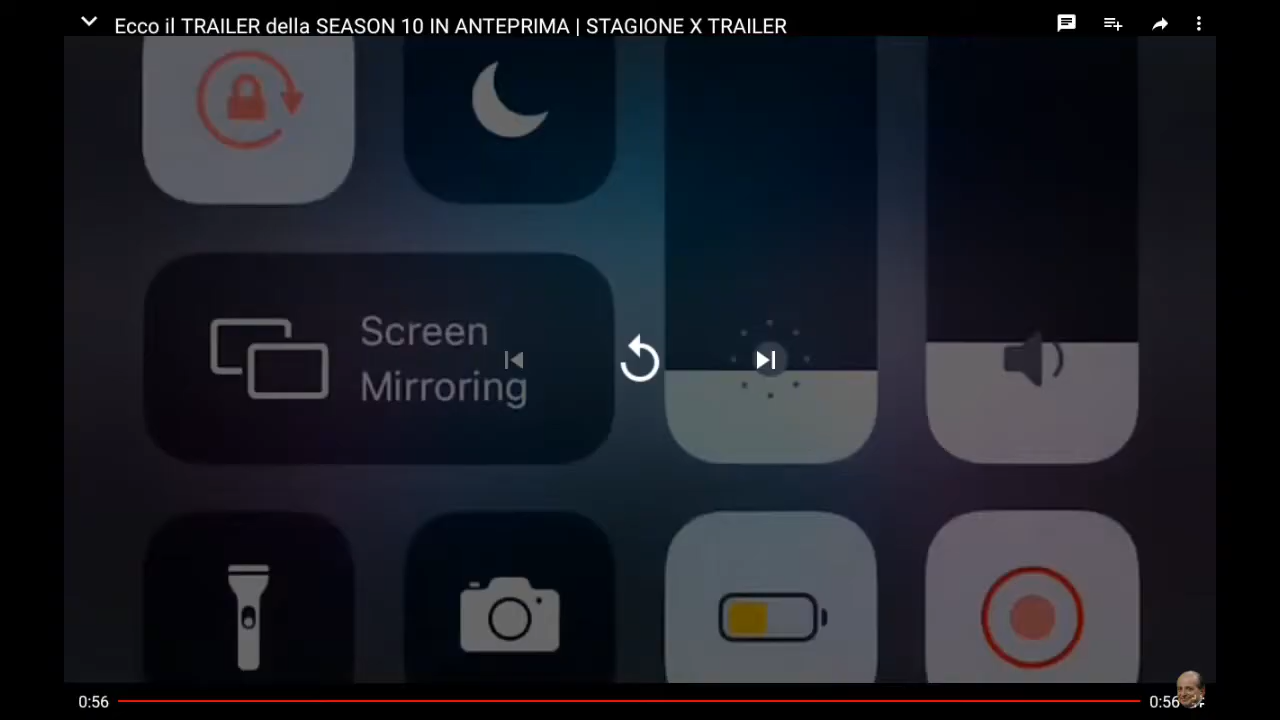 Ecco il TRAILER della SEASON 10 IN ANTEPRIMA | STAGIONE X TRAILER
Screen
Mirroring
0:56
0:56